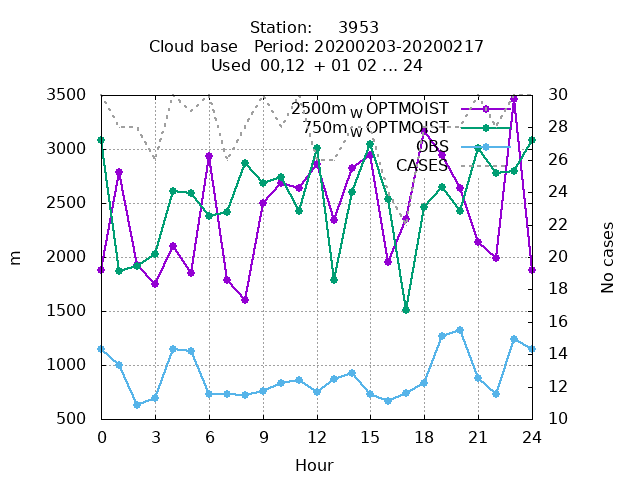 Station: 3953
Cloud base Period: 20200203-20200217
Used 00,12 + 01 02 ... 24
3500
3000
2500
2000
1500
1000
500
30
28
26
24
22
20
18
16
14
12
10
2500m_W OPTMOIST
750m_W OPTMOIST
OBS
CASES
m
No cases
0 3 6 9 12 15 18 21 24
Hour